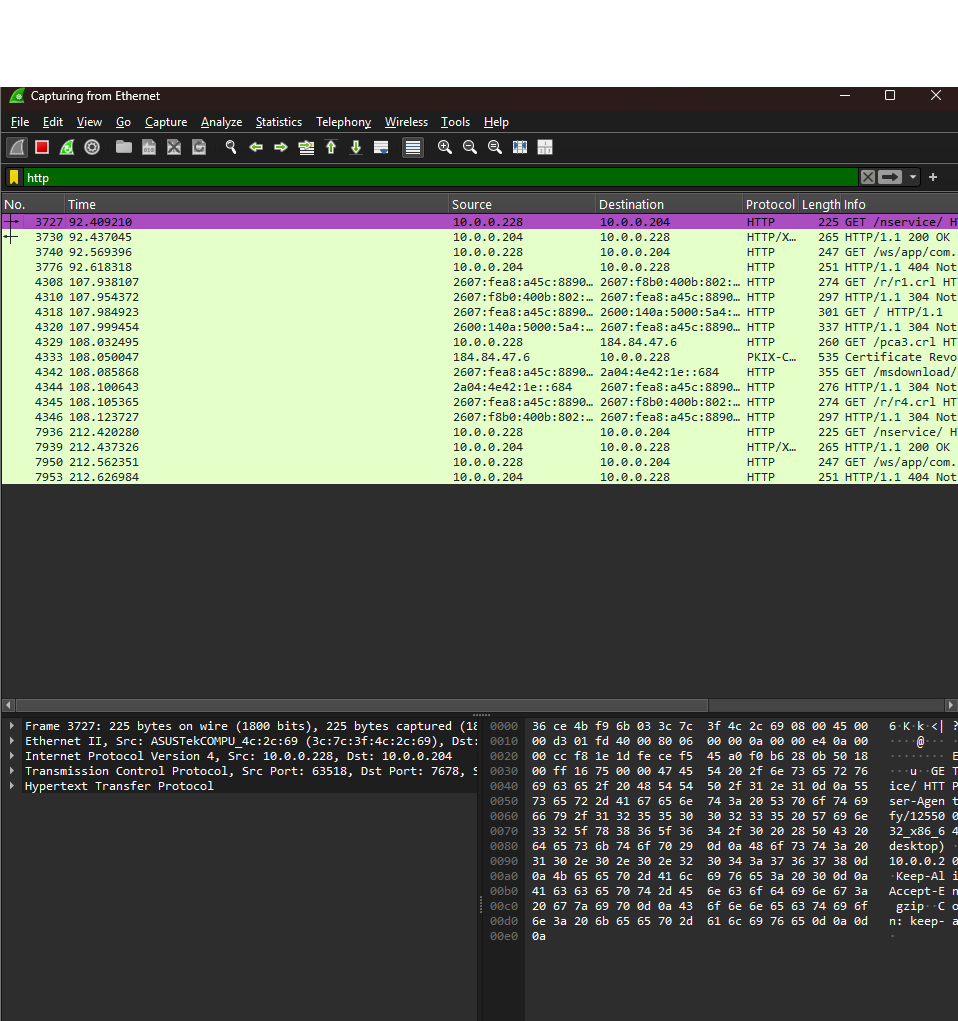 Capturing from Ethernet
File Edit View Go Capture Analyze Statistics Telephony Wireless Tools Help
http
No. Time Source Destination Protocol Length Info
3727 92.409210 10.0.0.228 10.0.0.204 HTTP 225 GET /nservice/ H
3730 92.437045 10.0.0.204 10.0.0.228 HTTP/X… 265 HTTP/1.1 200 OK
3740 92.569396 10.0.0.228 10.0.0.204 HTTP 247 GET /ws/app/com.
3776 92.618318 10.0.0.204 10.0.0.228 HTTP 251 HTTP/1.1 404 Not
4308 107.938107 2607:fea8:a45c:8890… 2607:f8b0:400b:802:… HTTP 274 GET /r/r1.crl HT
4310 107.954372 2607:f8b0:400b:802:… 2607:fea8:a45c:8890… HTTP 297 HTTP/1.1 304 Not
4318 107.984923 2607:fea8:a45c:8890… 2600:140a:5000:5a4:… HTTP 301 GET / HTTP/1.1
4320 107.999454 2600:140a:5000:5a4:… 2607:fea8:a45c:8890… HTTP 337 HTTP/1.1 304 Not
4329 108.032495 10.0.0.228 184.84.47.6 HTTP 260 GET /pca3.crl HT
4333 108.050047 184.84.47.6 10.0.0.228 PKIX-C… 535 Certificate Revo
4342 108.085868 2607:fea8:a45c:8890… 2a04:4e42:1e::684 HTTP 355 GET /msdownload/
4344 108.100643 2a04:4e42:1e::684 2607:fea8:a45c:8890… HTTP 276 HTTP/1.1 304 Not
4345 108.105365 2607:fea8:a45c:8890… 2607:f8b0:400b:802:… HTTP 274 GET /r/r4.crl HT
4346 108.123727 2607:f8b0:400b:802:… 2607:fea8:a45c:8890… HTTP 297 HTTP/1.1 304 Not
7936 212.420280 10.0.0.228 10.0.0.204 HTTP 225 GET /nservice/ H
7939 212.437326 10.0.0.204 10.0.0.228 HTTP/X… 265 HTTP/1.1 200 OK
7950 212.562351 10.0.0.228 10.0.0.204 HTTP 247 GET /ws/app/com.
7953 212.626984 10.0.0.204 10.0.0.228 HTTP 251 HTTP/1.1 404 Not
Frame 3727: 225 bytes on wire (1800 bits), 225 bytes captured (18
Ethernet II, Src: ASUSTekCOMPU_4c:2c:69 (3c:7c:3f:4c:2c:69), Dst:
Internet Protocol Version 4, Src: 10.0.0.228, Dst: 10.0.0.204
Transmission Control Protocol, Src Port: 63518, Dst Port: 7678, S
Hypertext Transfer Protocol
0000 36 ce 4b f9 6b 03 3c 7c 3f 4c 2c 69 08 00 45 00 6·K·k·<| ?
0010 00 d3 01 fd 40 00 80 06 00 00 0a 00 00 e4 0a 00 ····@···
0020 00 cc f8 1e 1d fe ce f5 45 a0 f0 b6 28 0b 50 18 ········ E
0030 00 ff 16 75 00 00 47 45 54 20 2f 6e 73 65 72 76 ···u··GE T
0040 69 63 65 2f 20 48 54 54 50 2f 31 2e 31 0d 0a 55 ice/ HTT P
0050 73 65 72 2d 41 67 65 6e 74 3a 20 53 70 6f 74 69 ser-Agen t
0060 66 79 2f 31 32 35 35 30 30 32 33 35 20 57 69 6e fy/12550 0
0070 33 32 5f 78 38 36 5f 36 34 2f 30 20 28 50 43 20 32_x86_6 4
0080 64 65 73 6b 74 6f 70 29 0d 0a 48 6f 73 74 3a 20 desktop) ·
0090 31 30 2e 30 2e 30 2e 32 30 34 3a 37 36 37 38 0d 10.0.0.2 0
00a0 0a 4b 65 65 70 2d 41 6c 69 76 65 3a 20 30 0d 0a ·Keep-Al i
00b0 41 63 63 65 70 74 2d 45 6e 63 6f 64 69 6e 67 3a Accept-E n
00c0 20 67 7a 69 70 0d 0a 43 6f 6e 6e 65 63 74 69 6f gzip··C o
00d0 6e 3a 20 6b 65 65 70 2d 61 6c 69 76 65 0d 0a 0d n: keep- a
00e0 0a ·